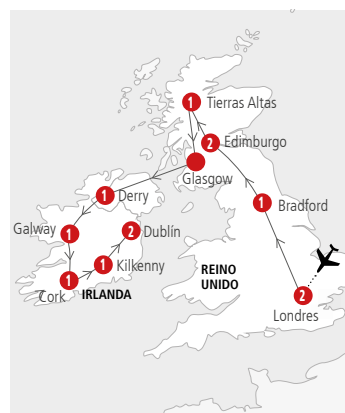 1 Tierras Altas
2 Edimburgo
Glasgow
1 Derry
1 Bradford
Galway 1
2 Dublín
1 Kilkenny
REINO
UNIDO
1
Cork
IRLANDA
2
Londres